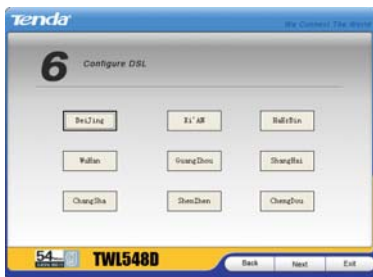 Tenda
We Connect The World
6 Configure DSL
BeiJing Xi'AN HaErBin
WuHan GuangZhou ShangHai
ChangSha ShenZhen ChengDou
54 TWL548D
Back Next Exit